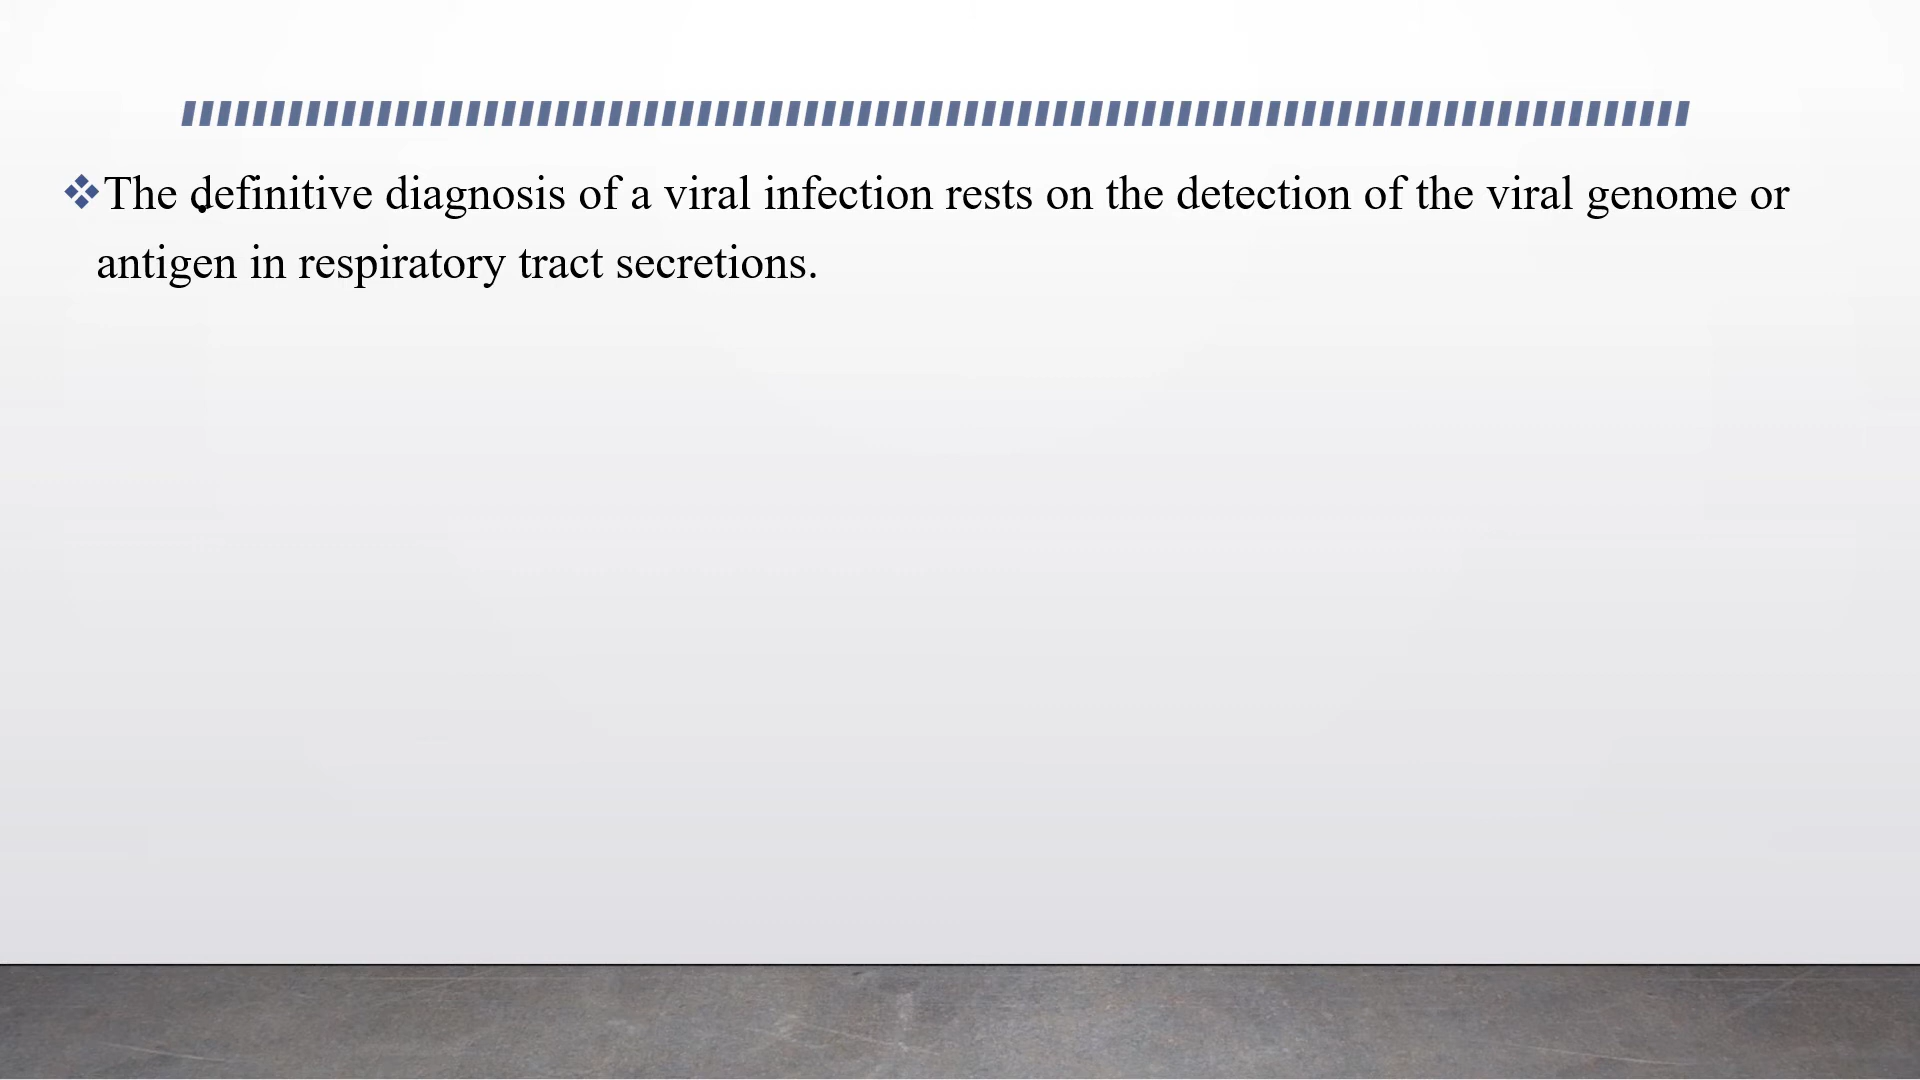 ❖The definitive diagnosis of a viral infection rests on the detection of the viral genome or
antigen in respiratory tract secretions.